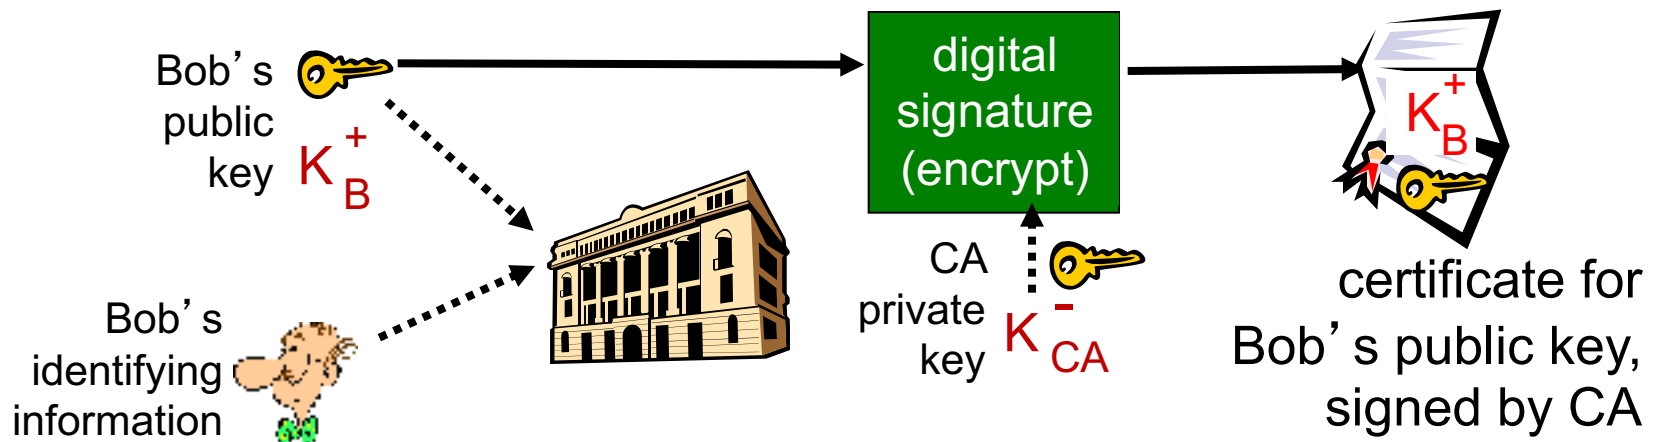 Bob’s
public
key
K
+
B
digital
signature
(encrypt)
K
+
B
Bob’s
identifying
information
CA
private
key
K
-
CA
certificate for
Bob’s public key,
signed by CA